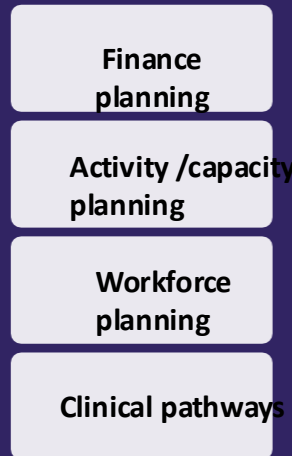 Finance
planning
Activity /capacity
planning
Workforce
planning
Clinical pathways